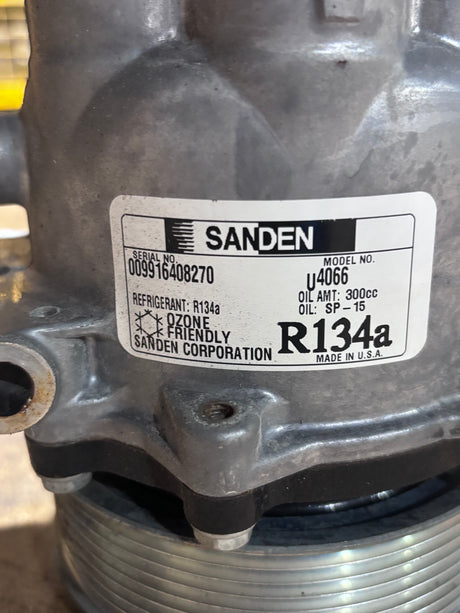 SANDEN
SERIAL NO.
009916408270
MODEL NO.
U4066
OIL AMT: 300cc
OIL: SP-15
REFRIGERANT: R134a
OZONE
FRIENDLY
SANDEN CORPORATION
R134a
MADE IN U.S.A.